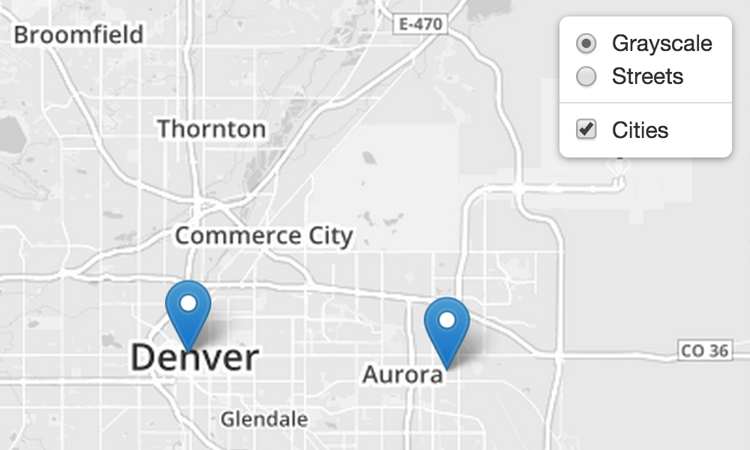 E-470
Broomfield
Grayscale
Streets
Thornton
Cities
Commerce City
Denver
CO 36
Aurora
Glendale